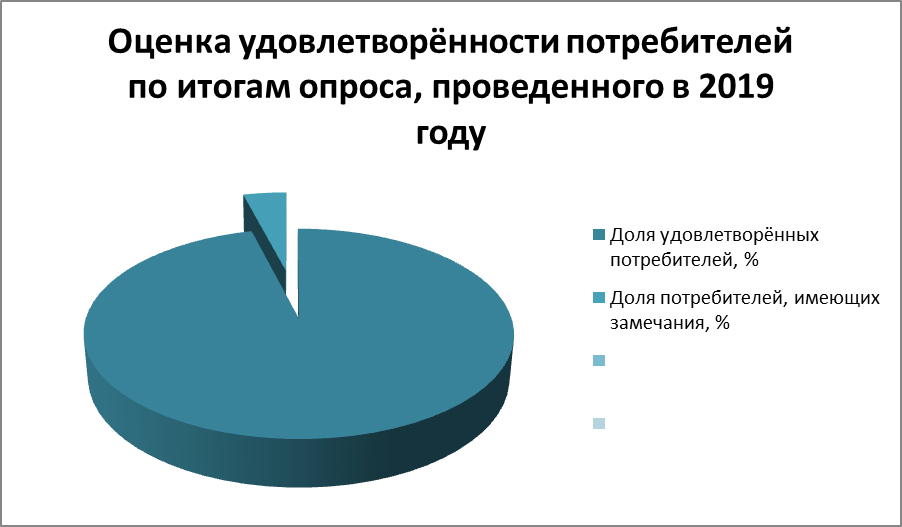 Оценка удовлетворённости потребителей
по итогам опроса, проведенного в 2019
году
Доля удовлетворённых
потребителей, %
Доля потребителей, имеющих
замечания, %